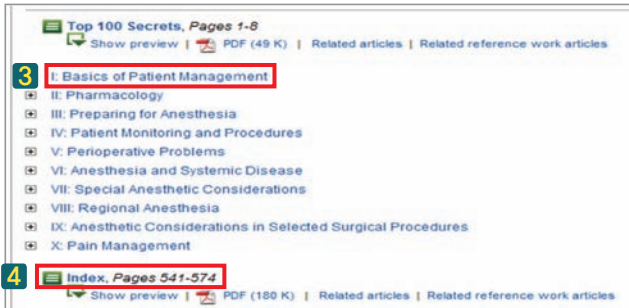 Top 100 Secrets, Pages 1-8
Show preview | PDF (49 K) | Related articles | Related reference work articles
3 I: Basics of Patient Management
II: Pharmacology
III: Preparing for Anesthesia
IV: Patient Monitoring and Procedures
V: Perioperative Problems
VI: Anesthesia and Systemic Disease
VII: Special Anesthetic Considerations
VIII: Regional Anesthesia
IX: Anesthetic Considerations in Selected Surgical Procedures
X: Pain Management
4 Index, Pages 541-574
Show preview | PDF (180 K) | Related articles | Related reference work articles